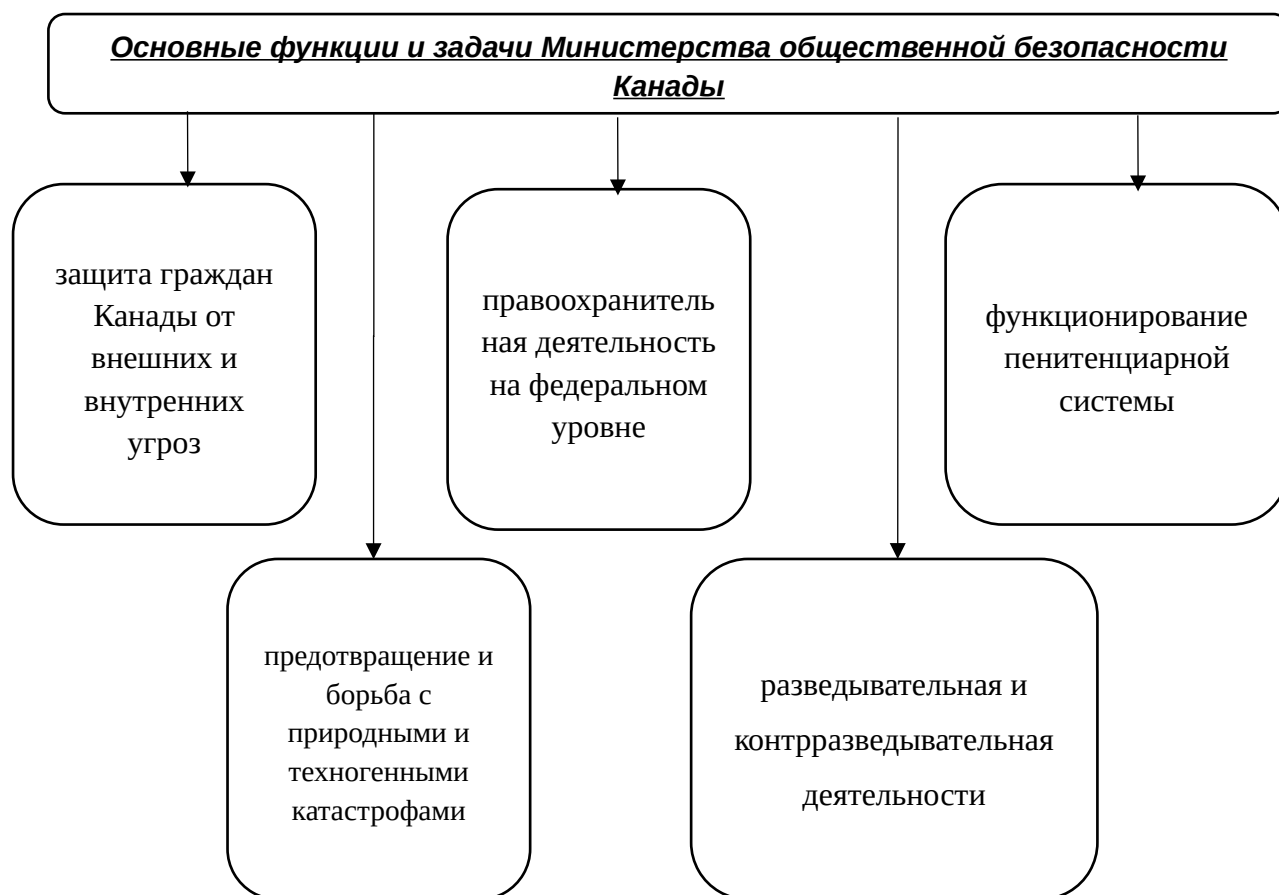 Основные функции и задачи Министерства общественной безопасности
Канады
защита граждан
Канады от
внешних и
внутренних
угроз
правоохранитель
ная деятельность
на федеральном
уровне
функционирование
пенитенциарной
системы
предотвращение и
борьба с
природными и
техногенными
катастрофами
разведывательная и
контрразведывательная
деятельности